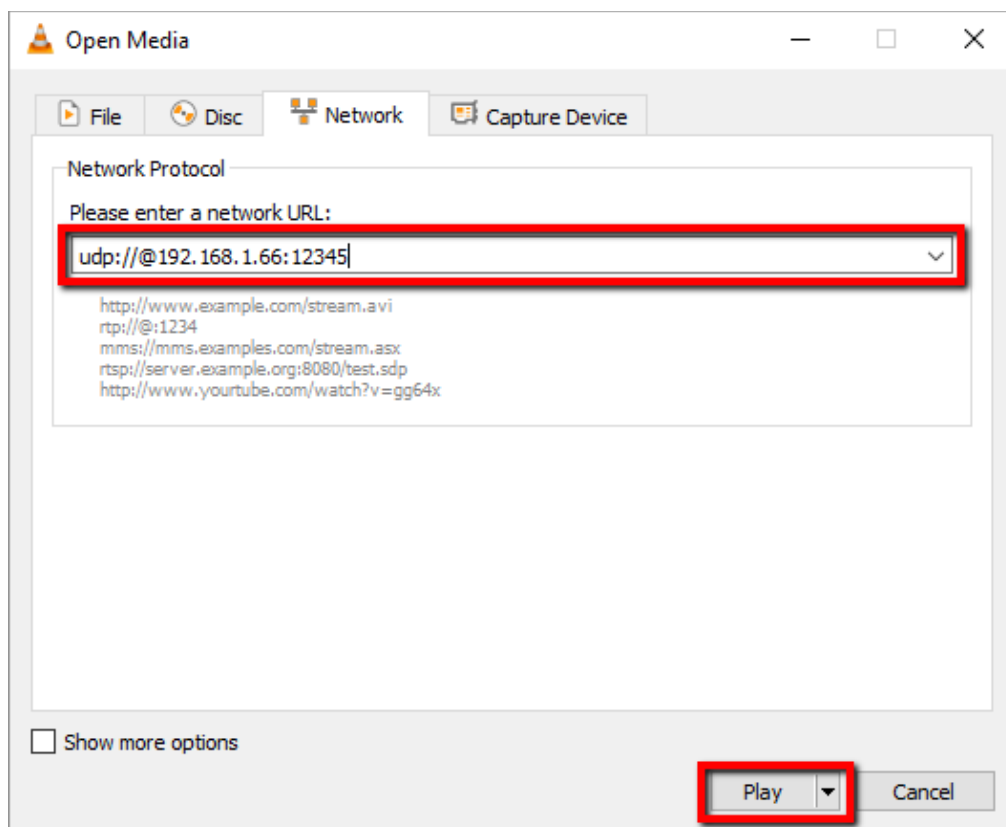 Open Media
File Disc Network Capture Device
Network Protocol
Please enter a network URL:
udp://@192.168.1.66:12345
http://www.example.com/stream.avi
rtp://@:1234
mms://mms.examples.com/stream.asx
rtsp://server.example.org:8080/test.sdp
http://www.yourtube.com/watch?v=gg64x
Show more options
Play Cancel